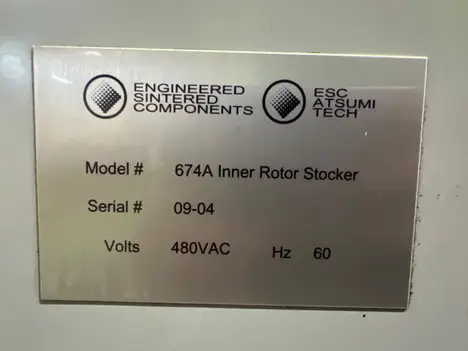 ENGINEERED
SINTERED
COMPONENTS
ESC
ATSUMI
TECH
Model # 674A Inner Rotor Stocker
Serial # 09-04
Volts 480VAC Hz 60